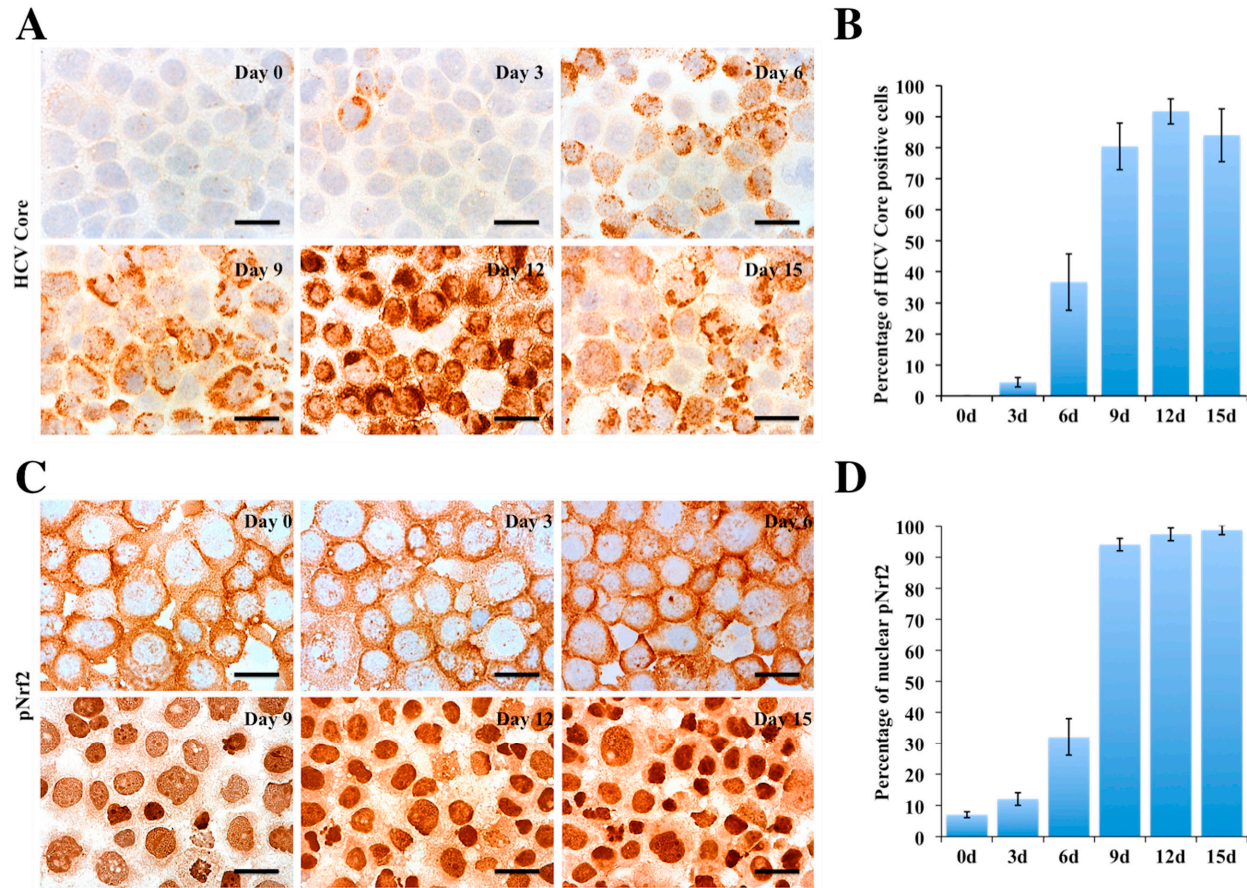 A
HCV Core
Day 0
Day 3
Day 6
Day 9
Day 12
Day 15
B
Percentage of HCV Core positive cells
100
90
80
70
60
50
40
30
20
10
0
0d 3d 6d 9d 12d 15d
C
pNrf2
Day 0
Day 3
Day 6
Day 9
Day 12
Day 15
D
Percentage of nuclear pNrf2
100
90
80
70
60
50
40
30
20
10
0
0d 3d 6d 9d 12d 15d